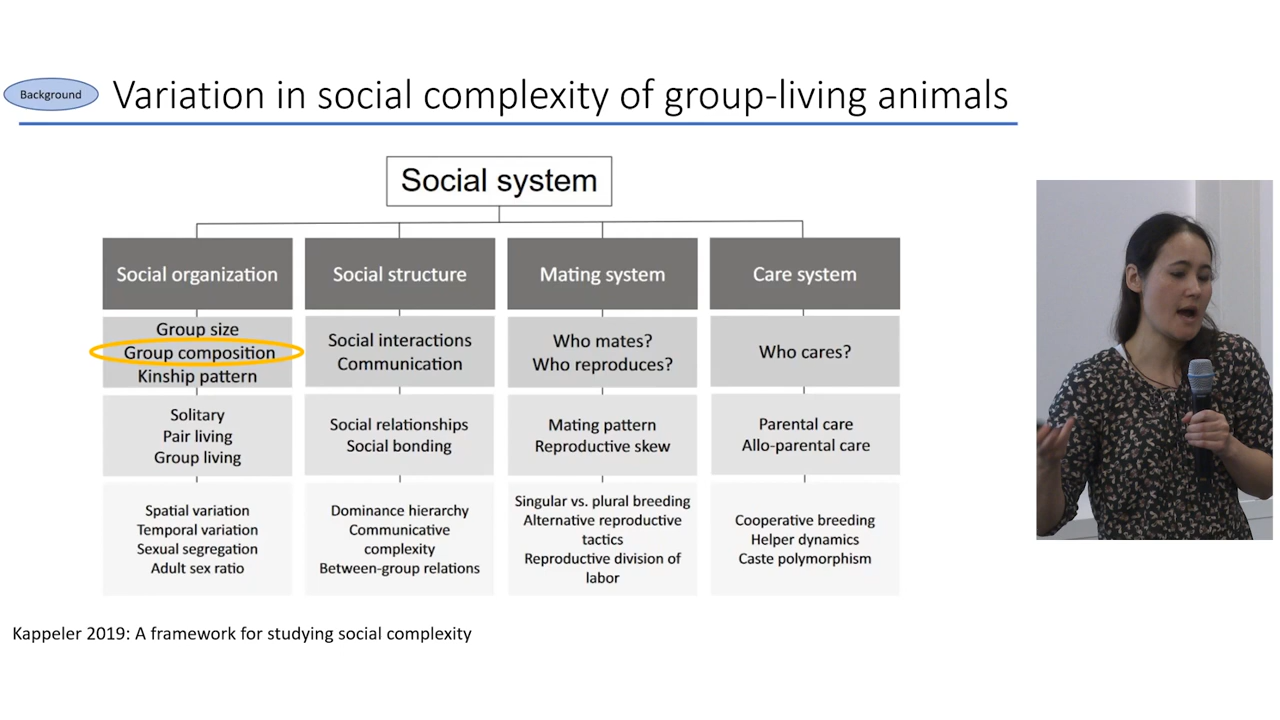 Background
Variation in social complexity of group-living animals
Social system
Social organization
Group size
Group composition
Kinship pattern
Solitary
Pair living
Group living
Spatial variation
Temporal variation
Sexual segregation
Adult sex ratio
Social structure
Social interactions
Communication
Social relationships
Social bonding
Dominance hierarchy
Communicative
complexity
Between-group relations
Mating system
Who mates?
Who reproduces?
Mating pattern
Reproductive skew
Singular vs. plural breeding
Alternative reproductive
tactics
Reproductive division of
labor
Care system
Who cares?
Parental care
Allo-parental care
Cooperative breeding
Helper dynamics
Caste polymorphism
Kappeler 2019: A framework for studying social complexity